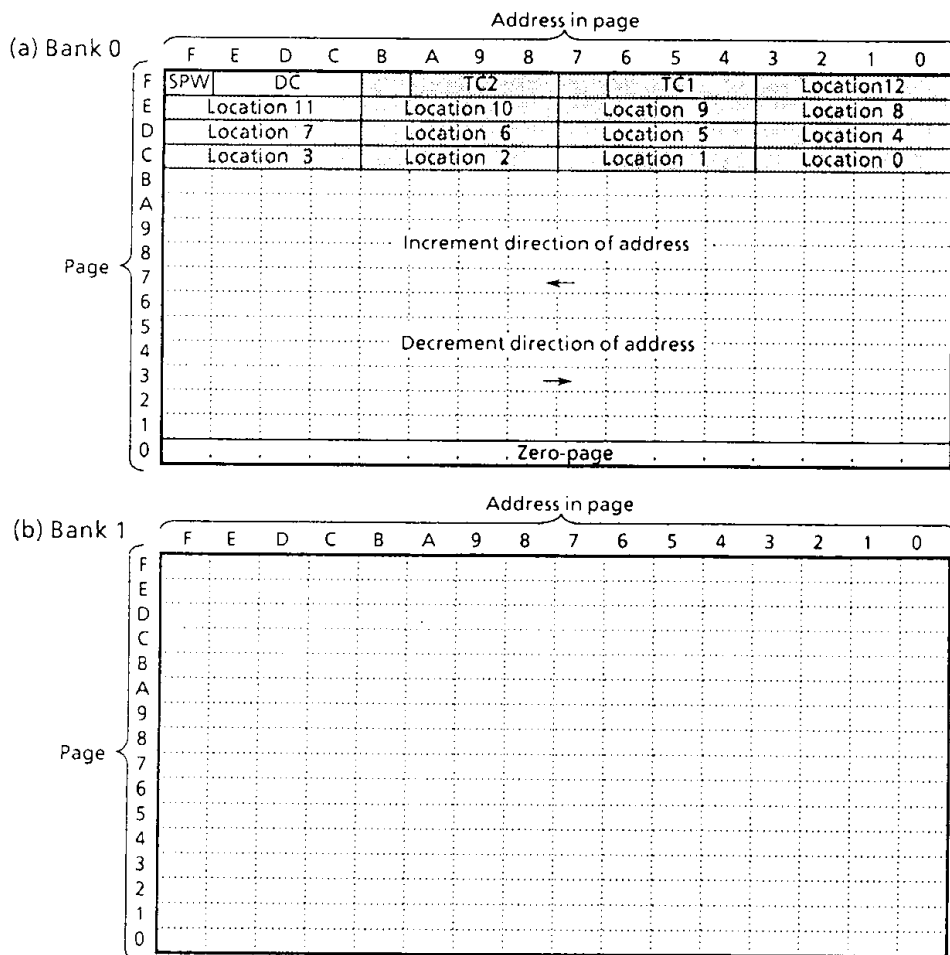 Address in page
(a) Bank 0
F E D C B A 9 8 7 6 5 4 3 2 1 0
F SPW DC TC2 TC1 Location12
E Location 11 Location 10 Location 9 Location 8
D Location 7 Location 6 Location 5 Location 4
C Location 3 Location 2 Location 1 Location 0
B
A
9
8 Increment direction of address
Page
7 ←
6
5
4 Decrement direction of address
3 →
2
1
0 Zero-page
Address in page
(b) Bank 1
F E D C B A 9 8 7 6 5 4 3 2 1 0
F
E
D
C
B
A
9
8
Page
7
6
5
4
3
2
1
0